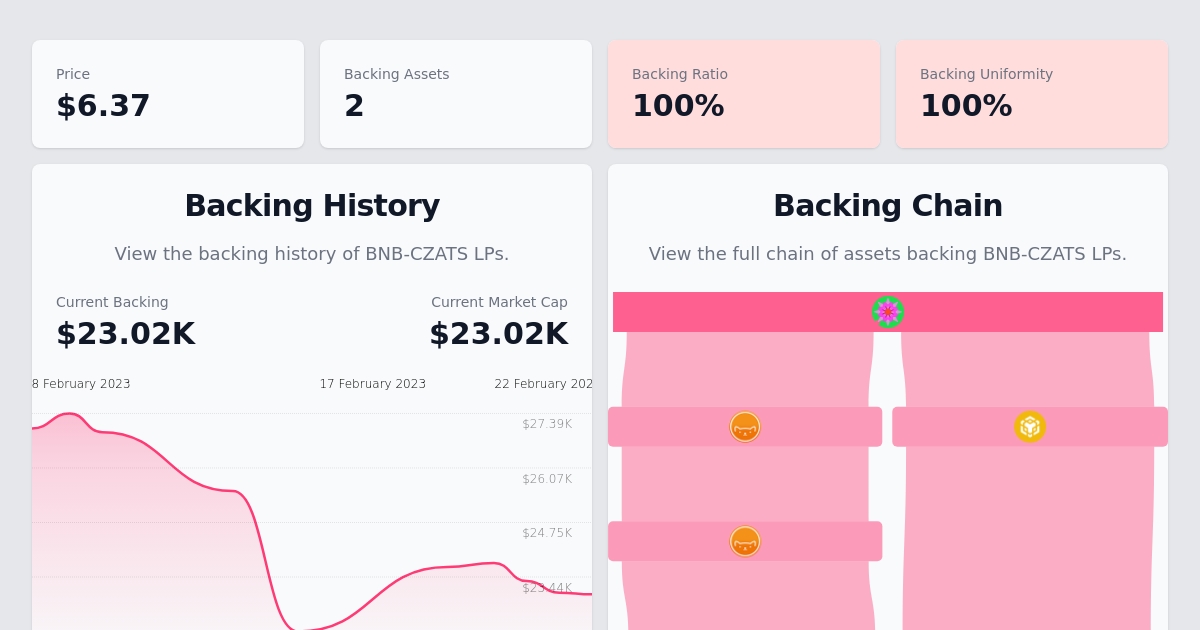 Price
$6.37
Backing Assets
2
Backing Ratio
100%
Backing Uniformity
100%
Backing History
View the backing history of BNB-CZATS LPs.
Current Backing
$23.02K
Current Market Cap
$23.02K
8 February 2023
17 February 2023
22 February 202
$27.39K
$26.07K
$24.75K
$23.44K
Backing Chain
View the full chain of assets backing BNB-CZATS LPs.